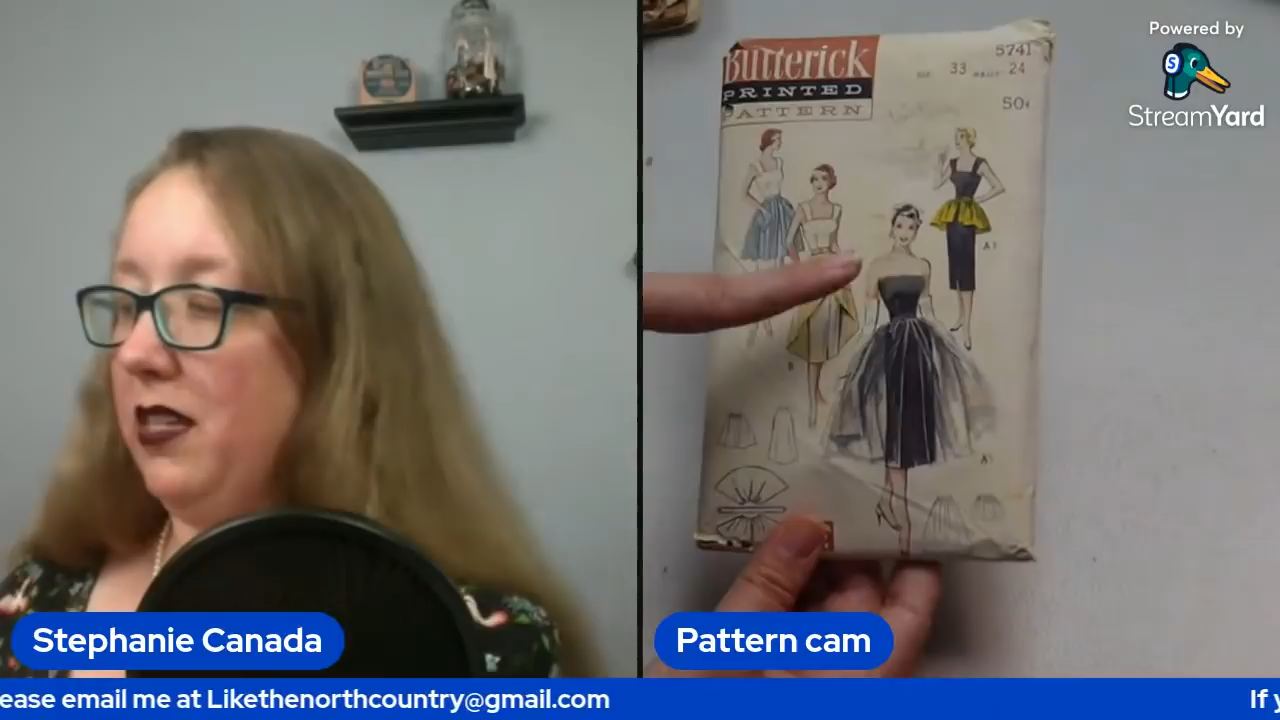 Powered by
StreamYard
Butterick
PRINTED
PATTERN
5741
33 24
50¢
A1
B
Stephanie Canada
Pattern cam
ease email me at Likethenorthcountry@gmail.com
If y